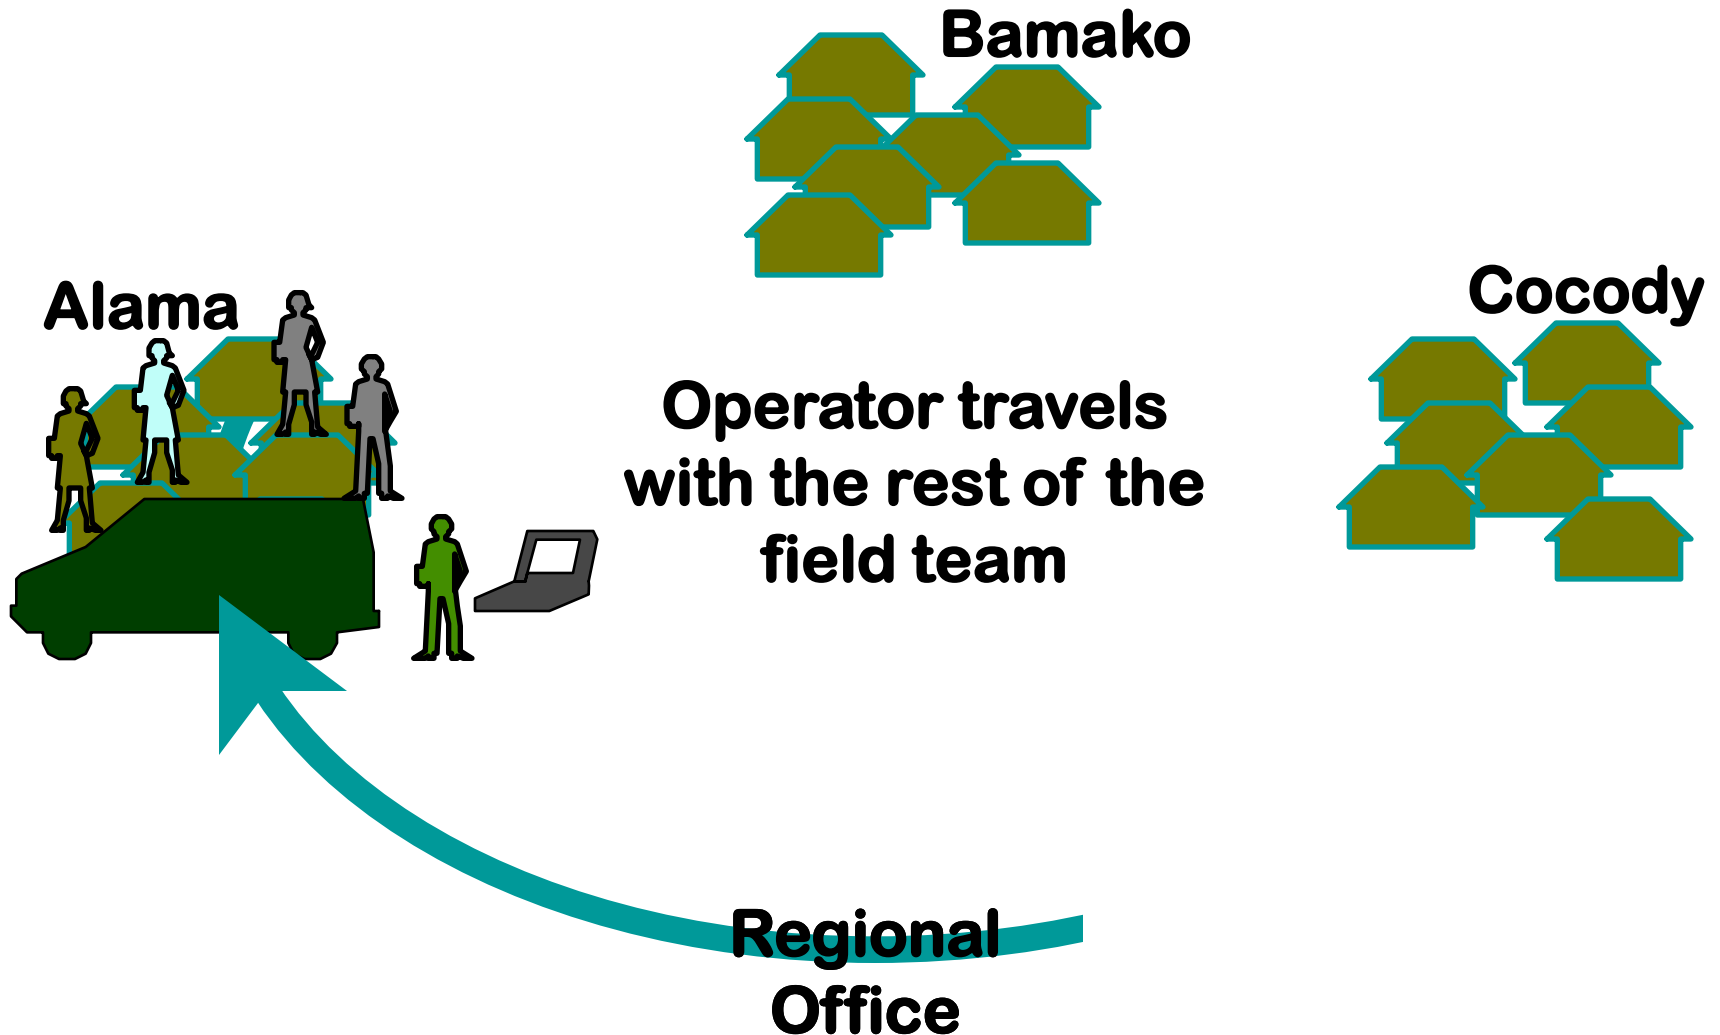 Bamako
Cocody
Alama
Operator travels
with the rest of the
field team
Regional
Office